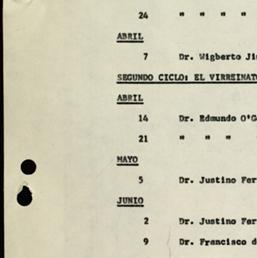 24 " " " "
ABRIL
7 Dr. Wigberto
SEGUNDO CICLO: EL VIRREINATO
ABRIL
14 Dr. Edmundo
21 " " "
MAYO
5 Dr. Justino
JUNIO
2 Dr. Justino
9 Dr. Francisco